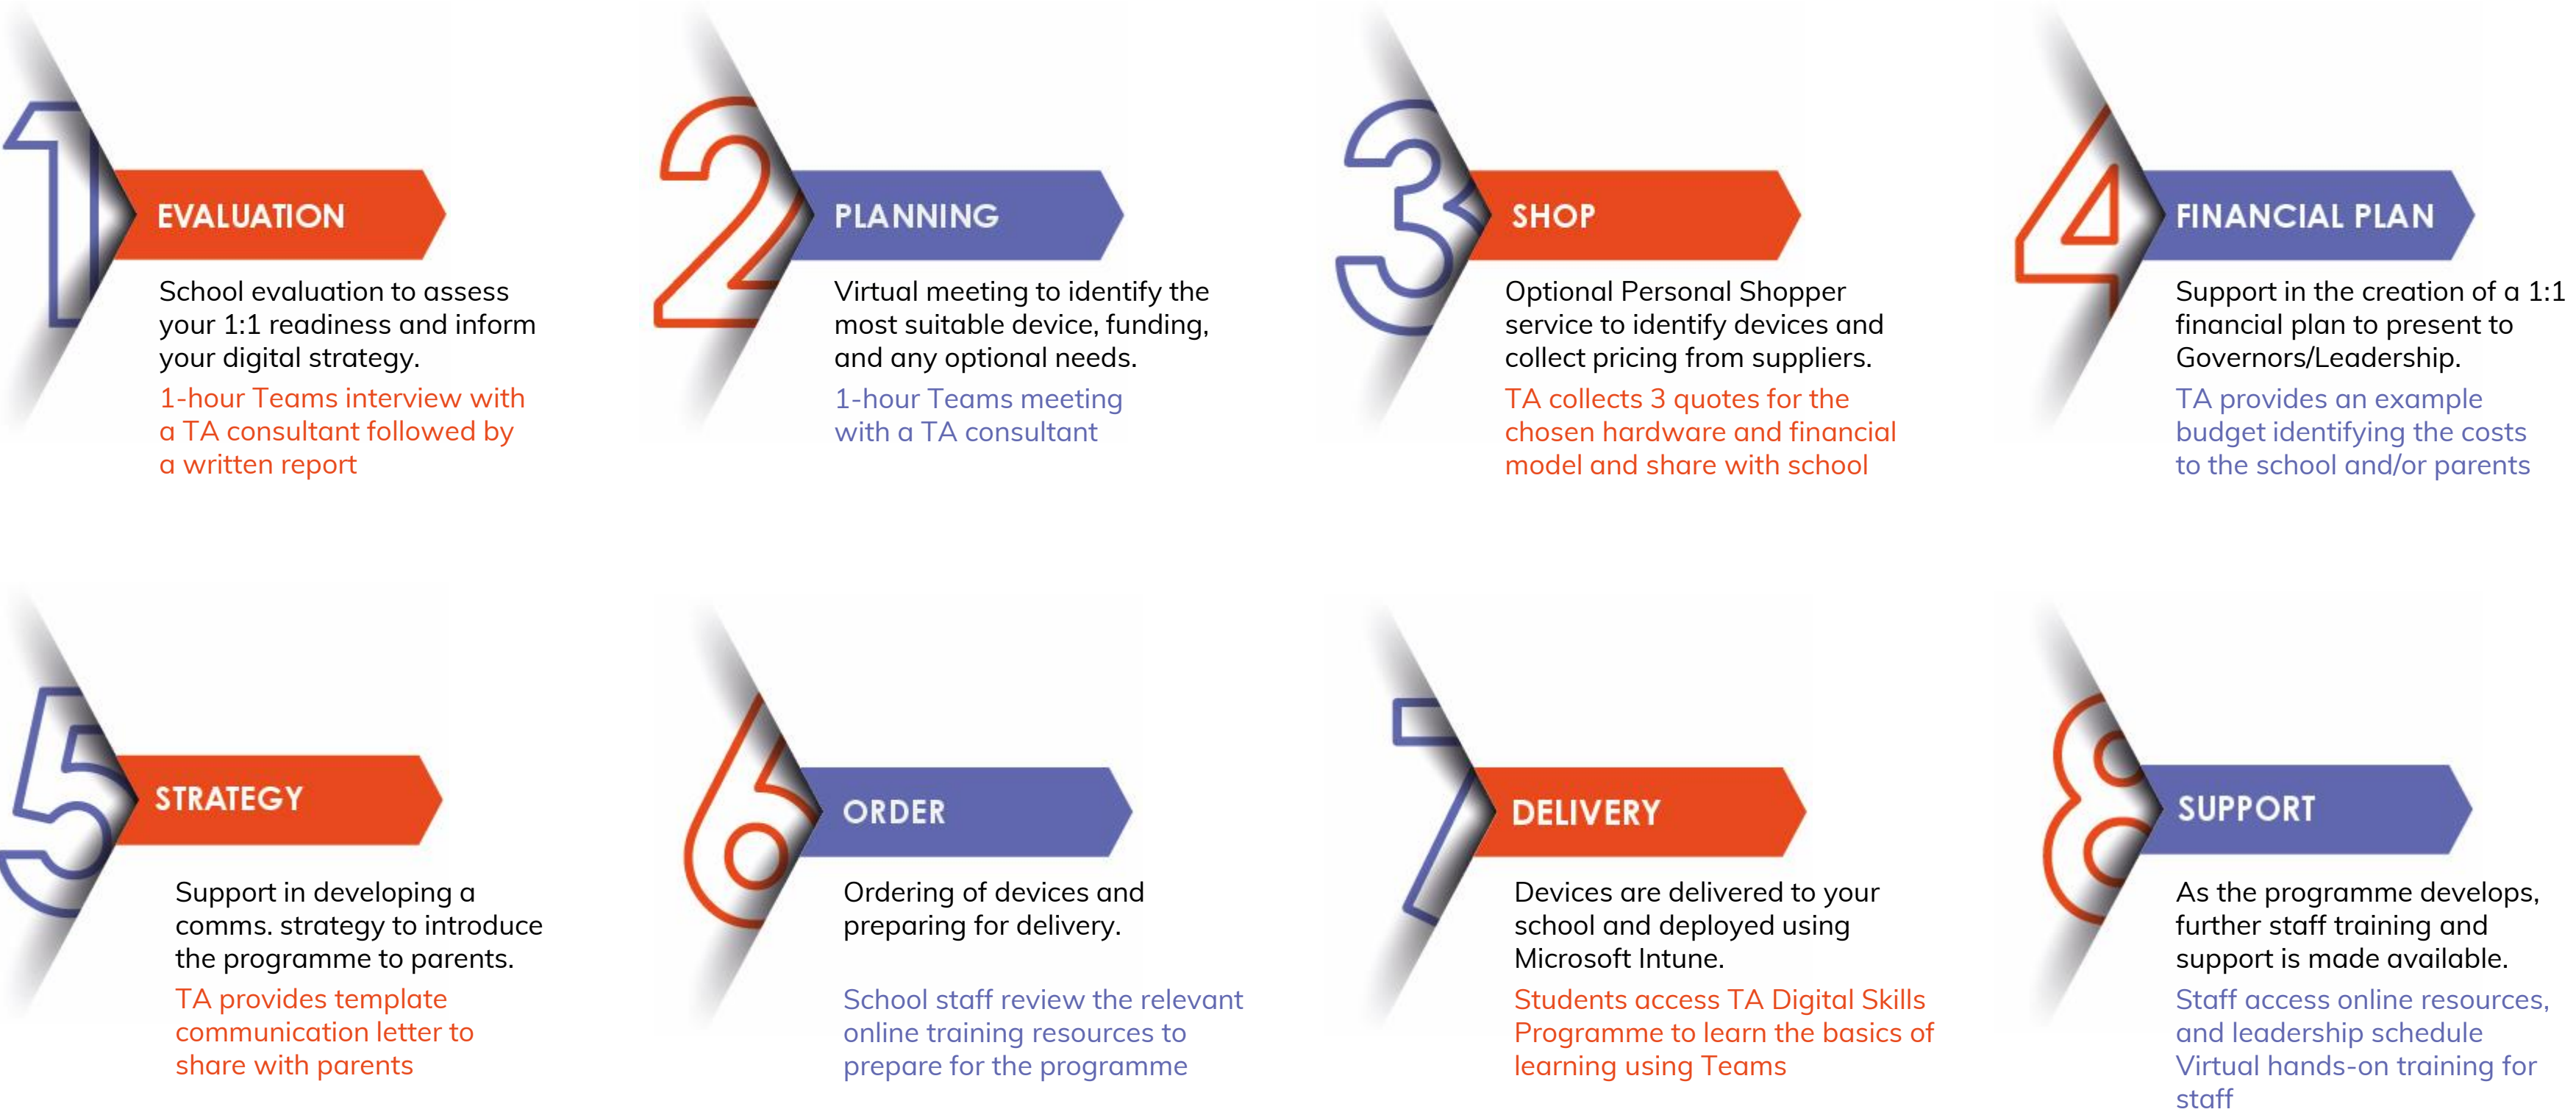 1
EVALUATION
School evaluation to assess
your 1:1 readiness and inform
your digital strategy.
1-hour Teams interview with
a TA consultant followed by
a written report
2
PLANNING
Virtual meeting to identify the
most suitable device, funding,
and any optional needs.
1-hour Teams meeting
with a TA consultant
3
SHOP
Optional Personal Shopper
service to identify devices and
collect pricing from suppliers.
TA collects 3 quotes for the
chosen hardware and financial
model and share with school
4
FINANCIAL PLAN
Support in the creation of a 1:1
financial plan to present to
Governors/Leadership.
TA provides an example
budget identifying the costs
to the school and/or parents
5
STRATEGY
Support in developing a
comms. strategy to introduce
the programme to parents.
TA provides template
communication letter to
share with parents
6
ORDER
Ordering of devices and
preparing for delivery.
School staff review the relevant
online training resources to
prepare for the programme
7
DELIVERY
Devices are delivered to your
school and deployed using
Microsoft Intune.
Students access TA Digital Skills
Programme to learn the basics of
learning using Teams
8
SUPPORT
As the programme develops,
further staff training and
support is made available.
Staff access online resources,
and leadership schedule
Virtual hands-on training for
staff